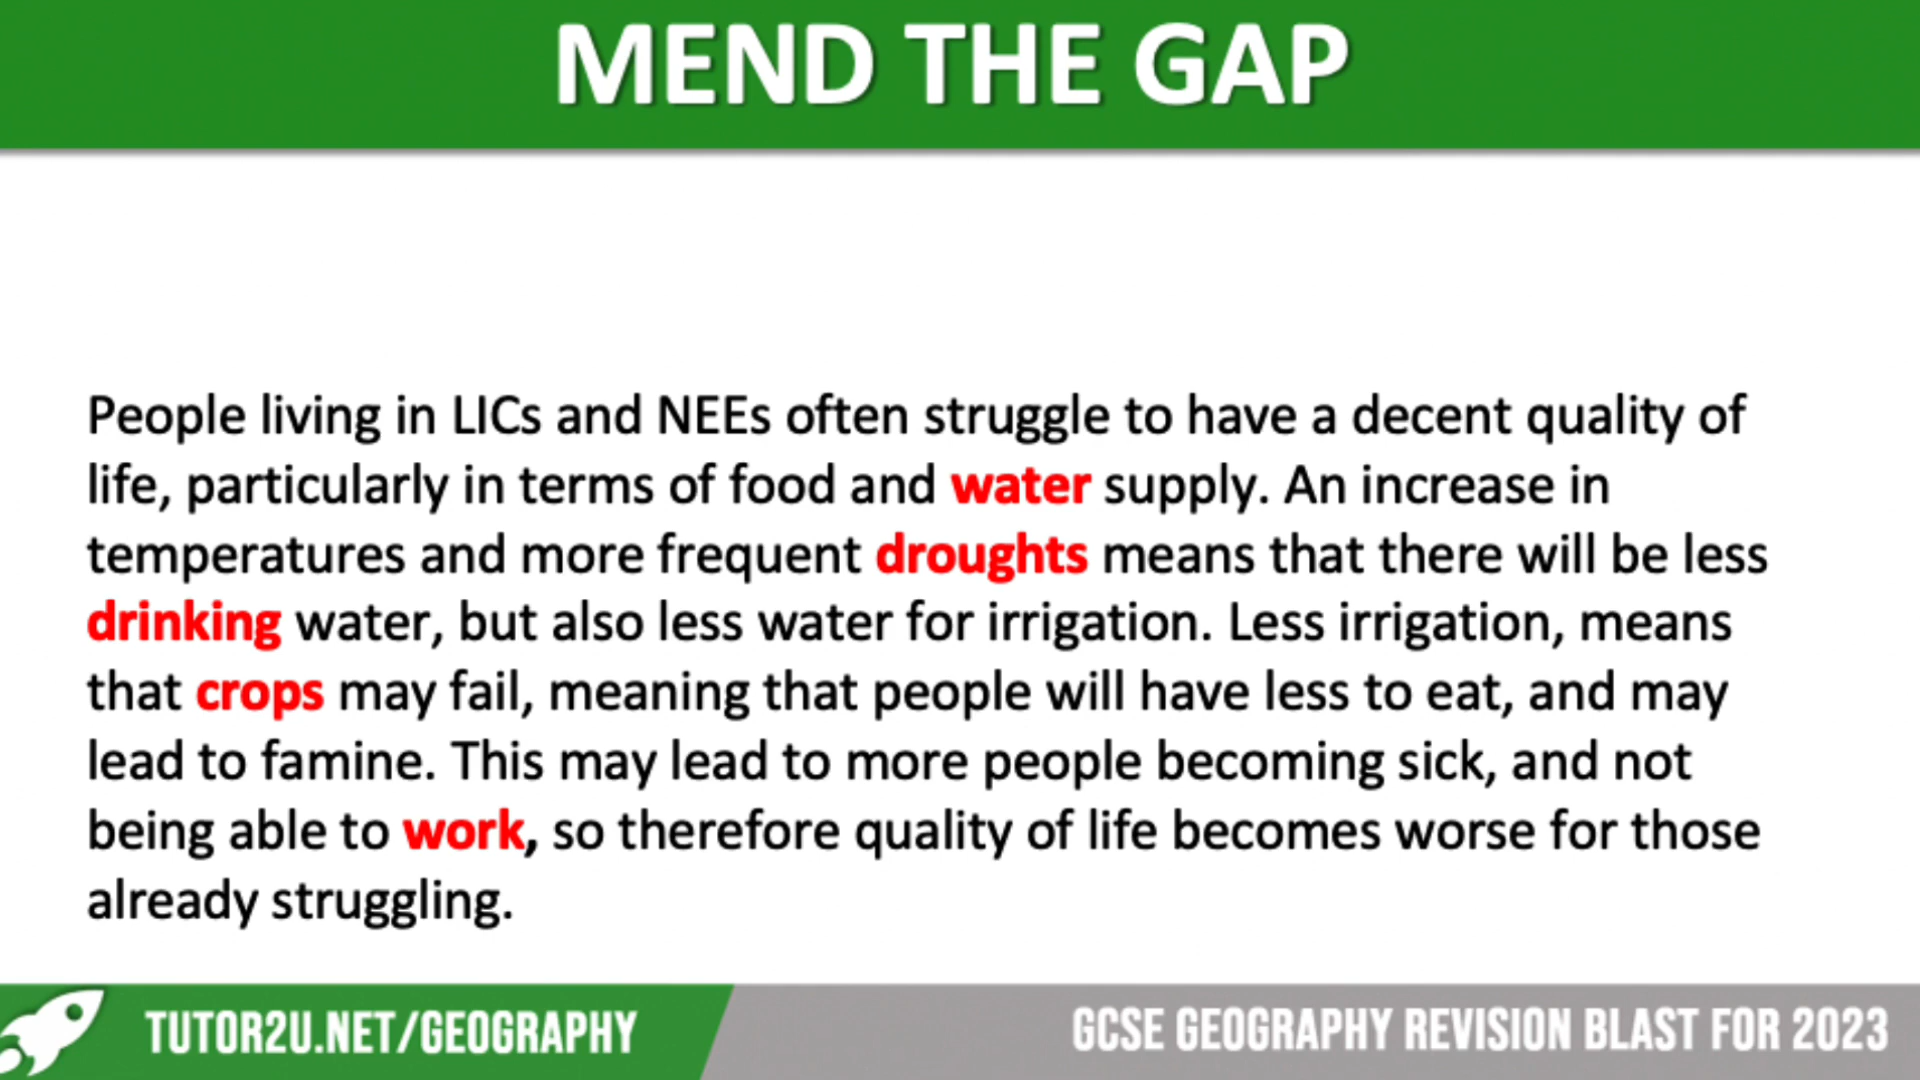 MEND THE GAP
People living in LICs and NEEs often struggle to have a decent quality of
life, particularly in terms of food and water supply. An increase in
temperatures and more frequent droughts means that there will be less
drinking water, but also less water for irrigation. Less irrigation, means
that crops may fail, meaning that people will have less to eat, and may
lead to famine. This may lead to more people becoming sick, and not
being able to work, so therefore quality of life becomes worse for those
already struggling.
TUTOR2U.NET/GEOGRAPHY
GCSE GEOGRAPHY REVISION BLAST FOR 2023